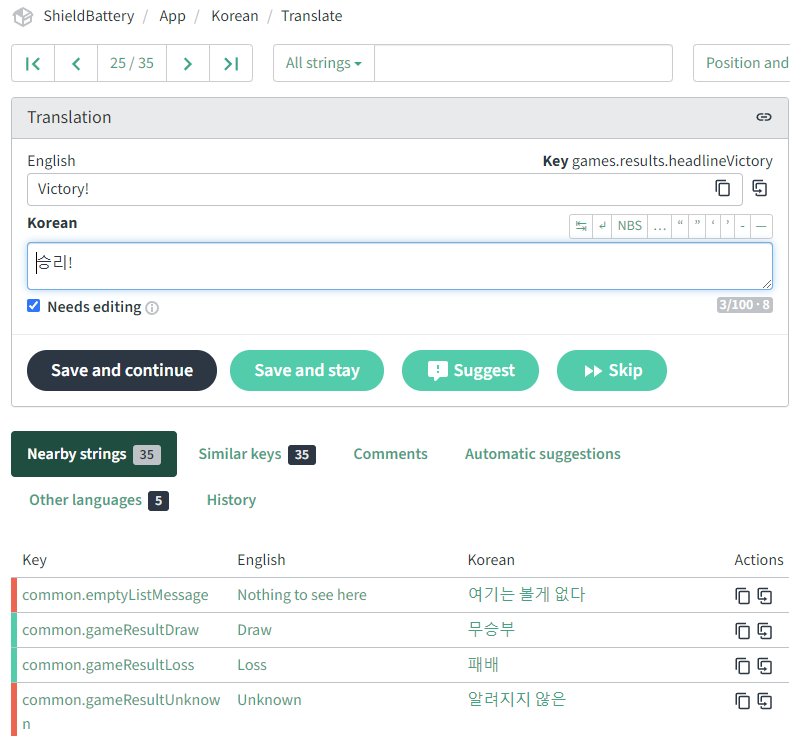 ShieldBattery / App / Korean / Translate
25 / 35 All strings Position and
Translation
English Key games.results.headlineVictory
Victory!
Korean NBS … “ ” ‘ ’ - —
승리!
Needs editing 3/100 · 8
Save and continue Save and stay Suggest Skip
Nearby strings 35 Similar keys 35 Comments Automatic suggestions
Other languages 5 History
Key English Korean Actions
common.emptyListMessage Nothing to see here 여기는 볼게 없다
common.gameResultDraw Draw 무승부
common.gameResultLoss Loss 패배
common.gameResultUnknow Unknown 알려지지 않은
n